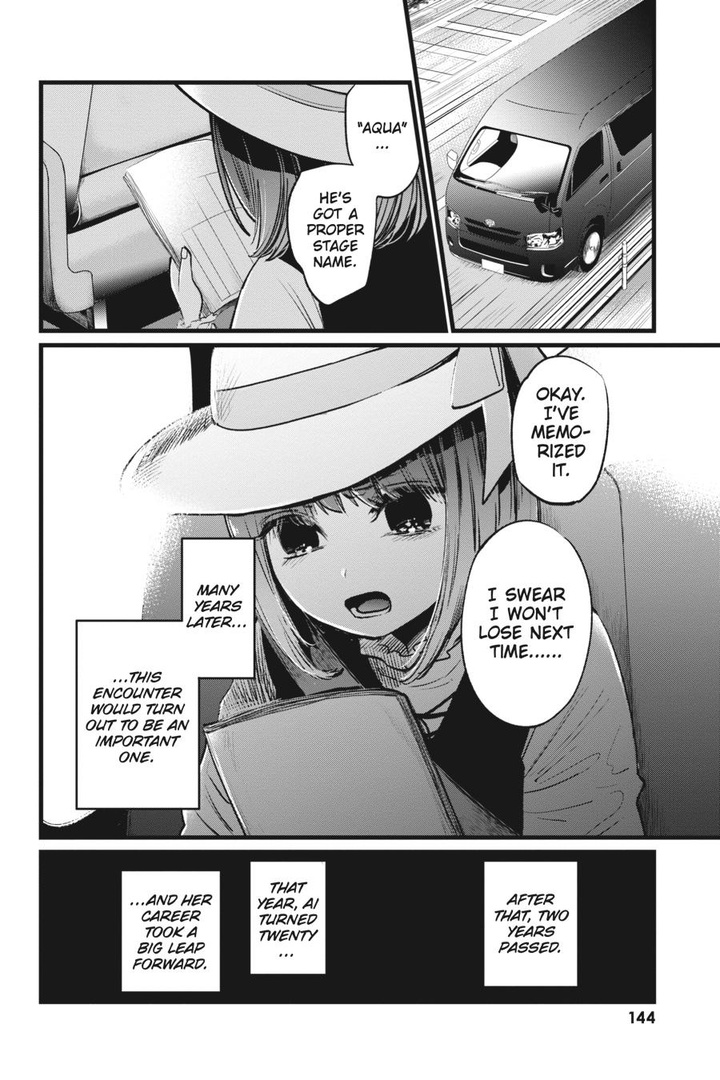 "AQUA"
...
HE'S
GOT A
PROPER
STAGE
NAME.
OKAY.
I'VE
MEMO-
RIZED
IT.
I SWEAR
I WON'T
LOSE NEXT
TIME......
MANY
YEARS
LATER...
...THIS
ENCOUNTER
WOULD TURN
OUT TO BE AN
IMPORTANT
ONE.
AFTER
THAT, TWO
YEARS
PASSED.
THAT
YEAR, AI
TURNED
TWENTY
...
...AND HER
CAREER
TOOK A
BIG LEAP
FORWARD.
144